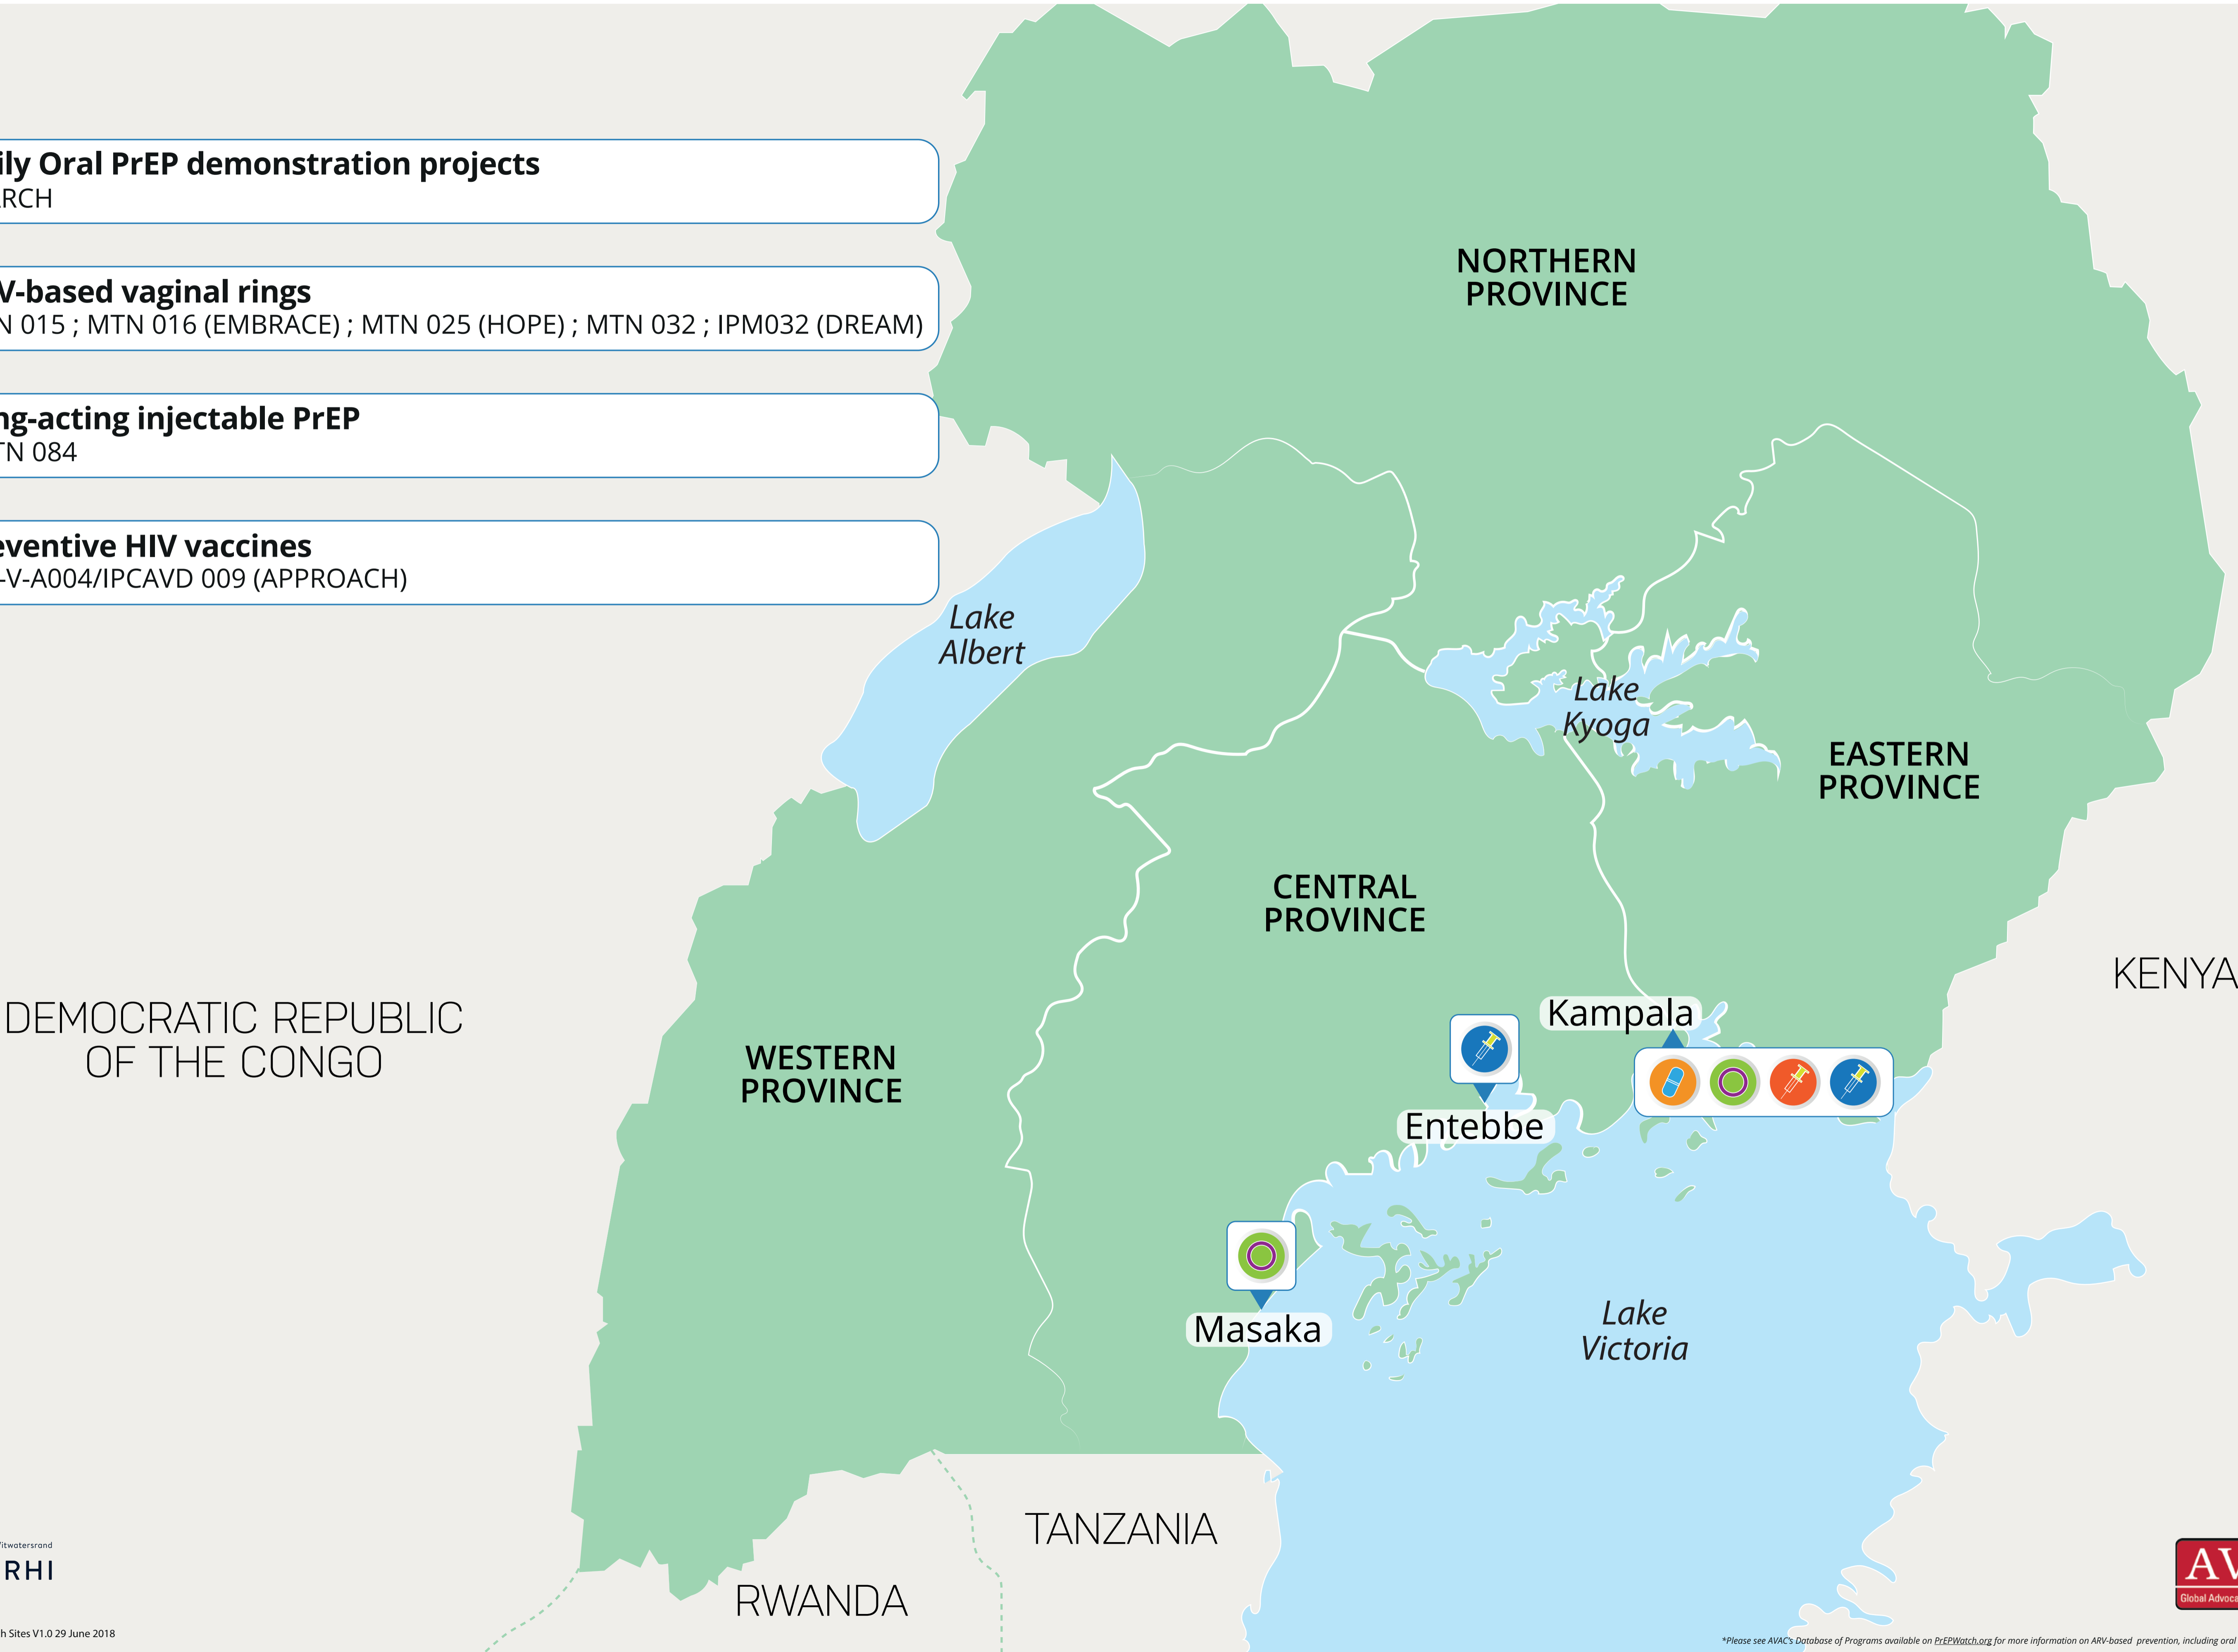 ily Oral PrEP demonstration projects
ARCH
V-based vaginal rings
N 015 ; MTN 016 (EMBRACE) ; MTN 025 (HOPE) ; MTN 032 ; IPM032 (DREAM)
ng-acting injectable PrEP
TN 084
eventive HIV vaccines
-V-A004/IPCAVD 009 (APPROACH)
NORTHERN
PROVINCE
Lake
Albert
Lake
Kyoga
EASTERN
PROVINCE
CENTRAL
PROVINCE
KENYA
DEMOCRATIC REPUBLIC
OF THE CONGO
WESTERN
PROVINCE
Kampala
Entebbe
Masaka
Lake
Victoria
TANZANIA
RWANDA
Witwatersrand
RHI
h Sites V1.0 29 June 2018
AV
Global Advoca
*Please see AVAC's Database of Programs available on PrEPWatch.org for more information on ARV-based prevention, including oral